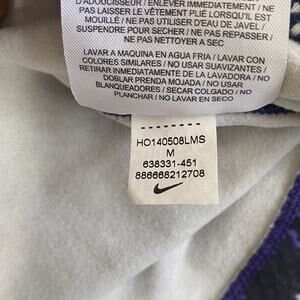 D'ADOUCISSEUR / ENLEVER IMMEDIATEMENT / NE
PAS LAISSER LE VÊTEMENT PLIÉ LORSQU'IL EST
MOUILLÉ / NE PAS UTILISER D'EAU DE JAVEL /
SUSPENDRE POUR SECHER / NE PAS REPASSER /
NE PAS NETTOYER A SEC
LAVAR A MAQUINA EN AGUA FRIA / LAVAR CON
COLORES SIMILARES / NO USAR SUAVIZANTES /
RETIRAR INMEDIATAMENTE DE LA LAVADORA / NO
DOBLAR PRENDA MOJADA / NO USAR
BLANQUEADORES / SECAR COLGADO / NO
PLANCHAR / NO LAVAR EN SECO
HO140508LMS
M
638331-451
886668212708